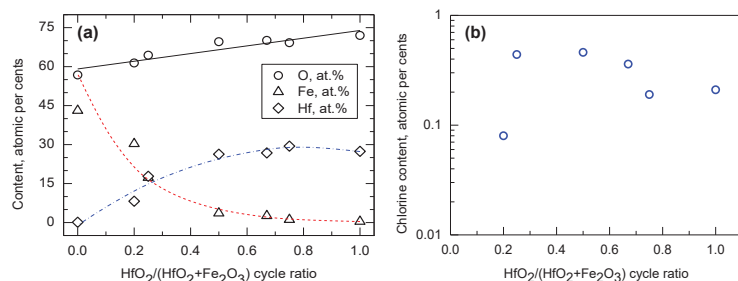 (a)
Content, atomic per cents
75
60
45
30
15
0
O, at.%
Fe, at.%
Hf, at.%
0.0 0.2 0.4 0.6 0.8 1.0
HfO₂/(HfO₂+Fe₂O₃) cycle ratio
(b)
Chlorine content, atomic per cents
1
0.1
0.01
0.0 0.2 0.4 0.6 0.8 1.0
HfO₂/(HfO₂+Fe₂O₃) cycle ratio